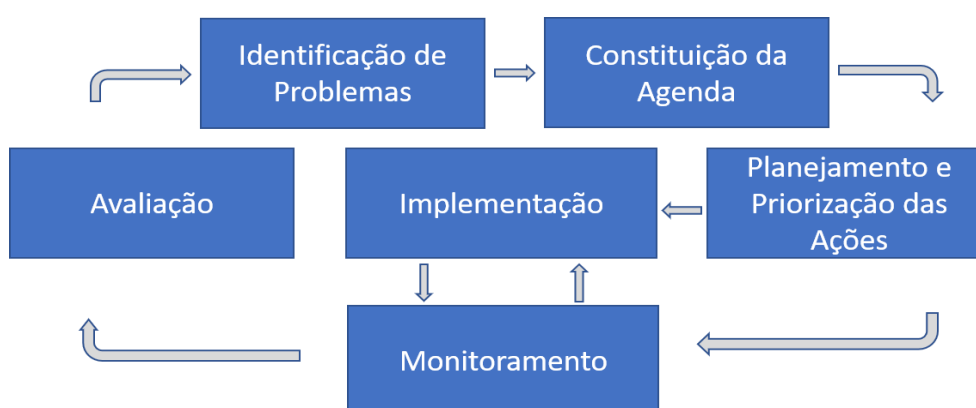 Identificação de
Problemas
Constituição da
Agenda
Avaliação
Implementação
Planejamento e
Priorização das
Ações
Monitoramento